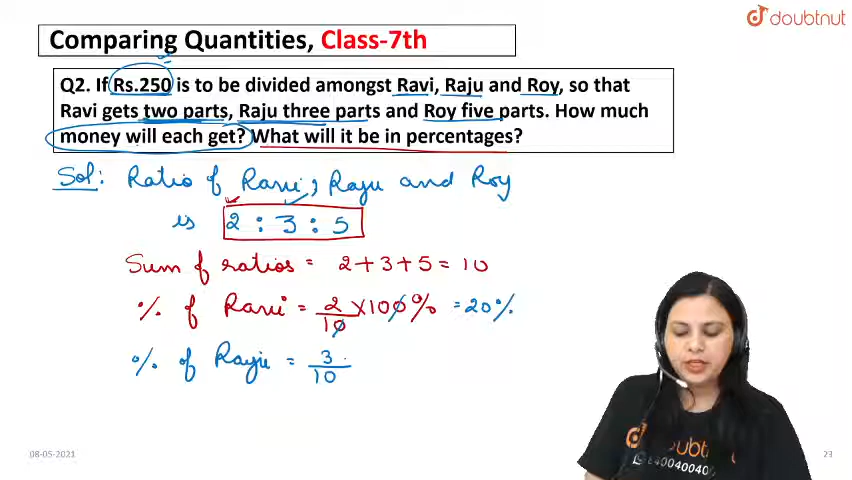 doubtnut
Comparing Quantities, Class-7th
Q2. If Rs.250 is to be divided amongst Ravi, Raju and Roy, so that
Ravi gets two parts, Raju three parts and Roy five parts. How much
money will each get? What will it be in percentages?
Sol: Ratio of Ravi, Raju and Roy
is 2 : 3 : 5
Sum of ratios = 2+3+5 = 10
% of Ravi = 2/10 × 100% = 20%
% of Raju = 3/10
doubtnut
8400400400
08-05-2021
23